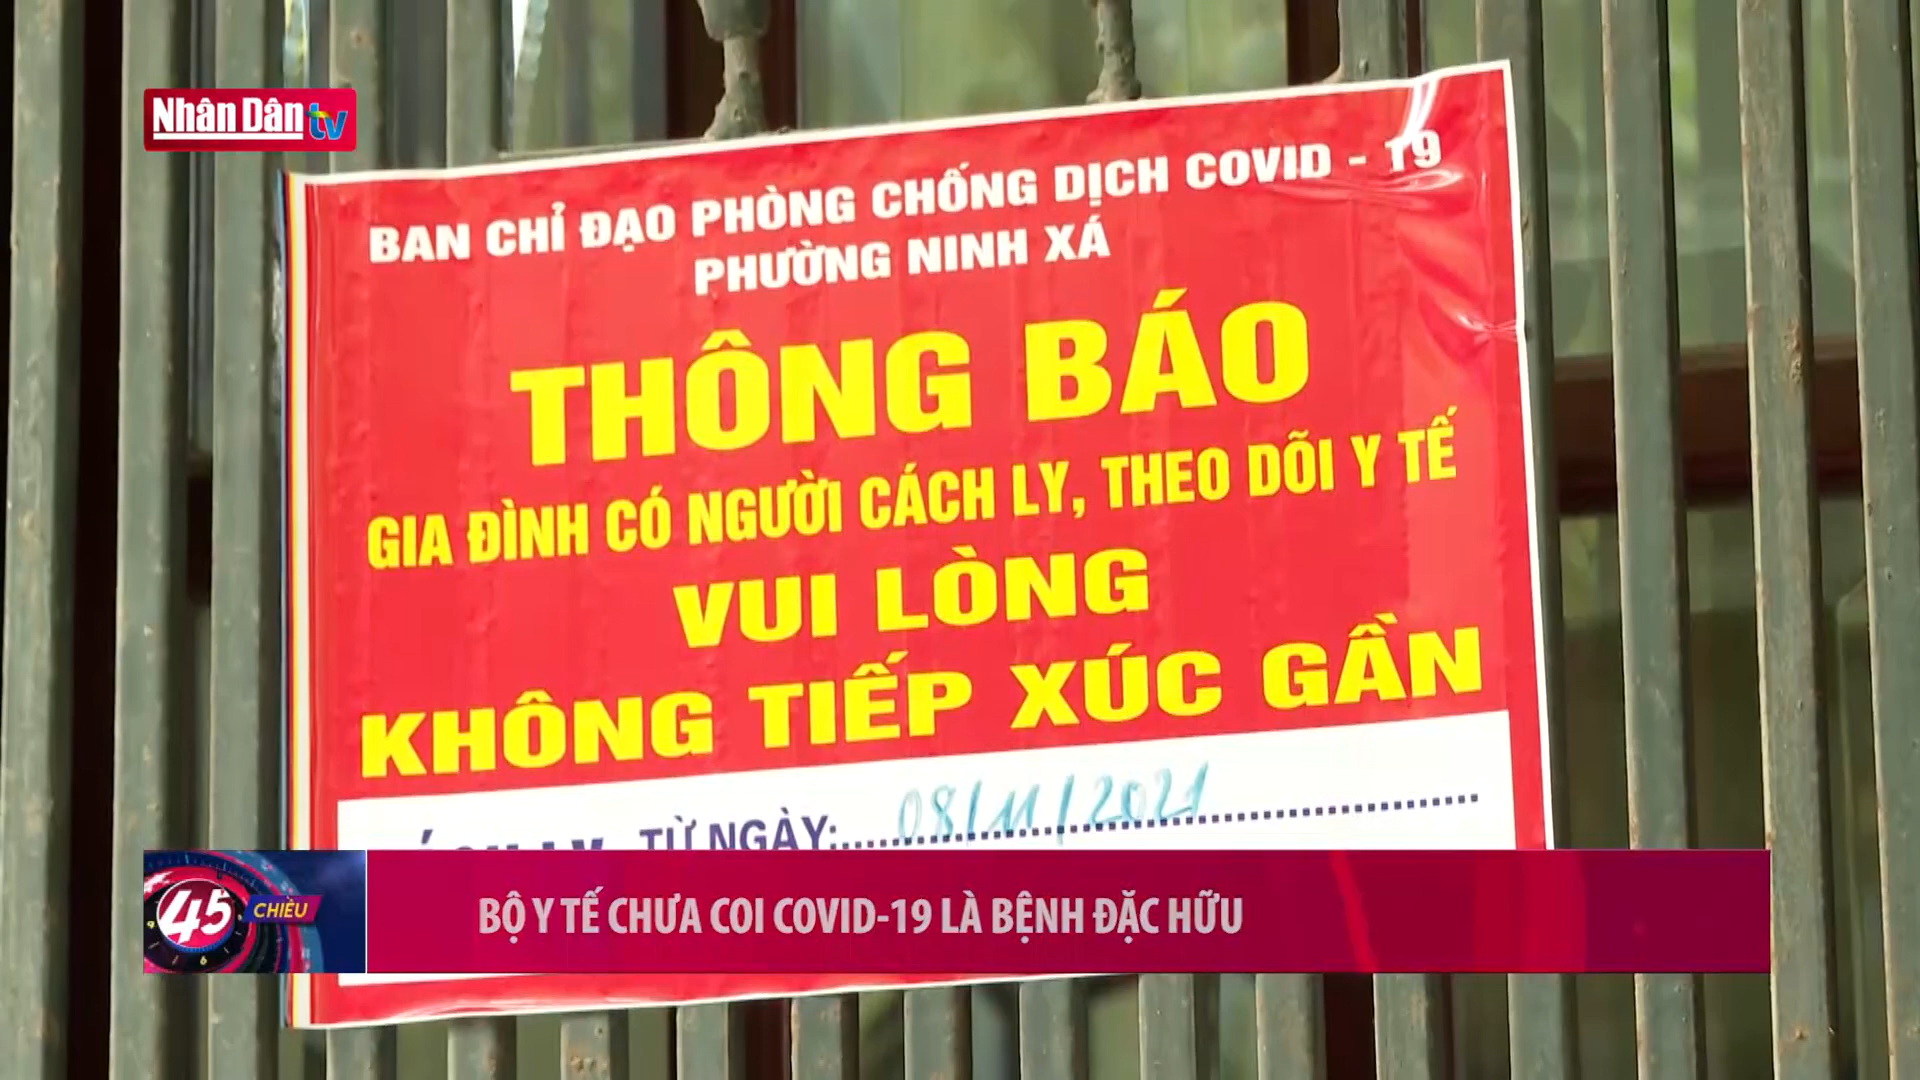 Nhân Dân tv
BAN CHỈ ĐẠO PHÒNG CHỐNG DỊCH COVID - 19
PHƯỜNG NINH XÁ
THÔNG BÁO
GIA ĐÌNH CÓ NGƯỜI CÁCH LY, THEO DÕI Y TẾ
VUI LÒNG
KHÔNG TIẾP XÚC GẦN
TỪ NGÀY: 08/11/2021
45 CHIỀU
BỘ Y TẾ CHƯA COI COVID-19 LÀ BỆNH ĐẶC HỮU